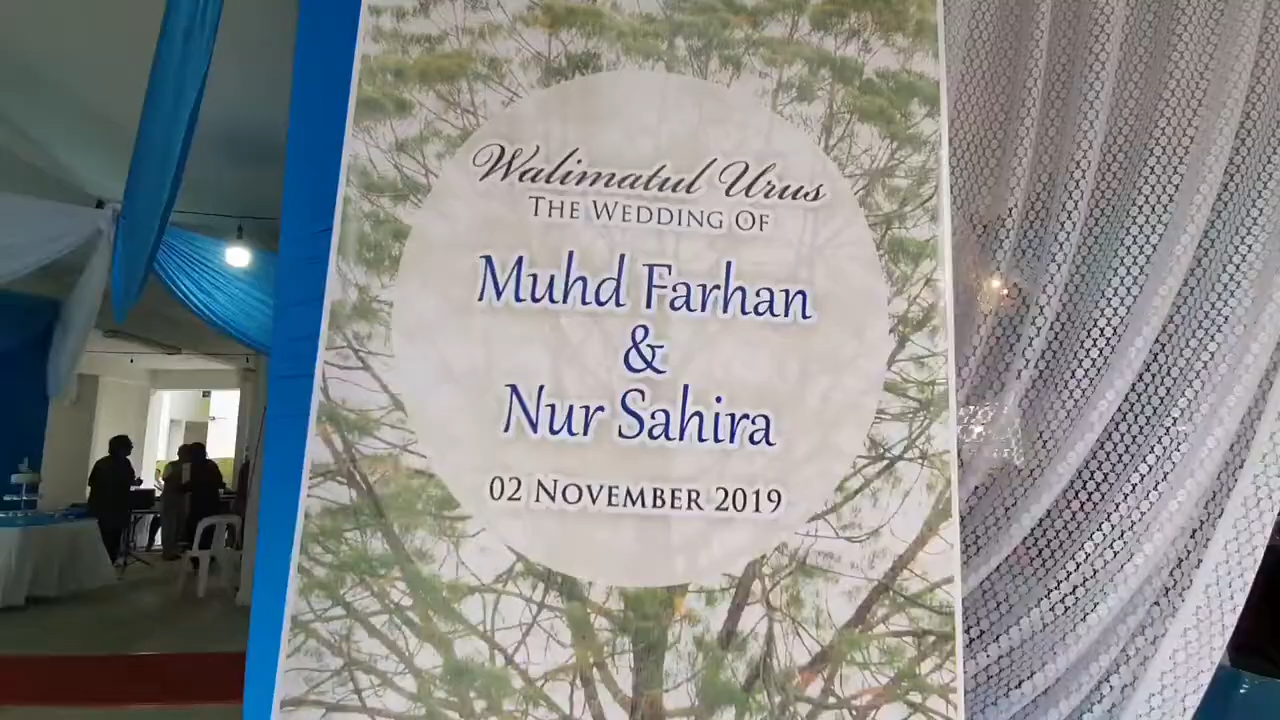 Walimatul Urus
THE WEDDING OF
Muhd Farhan
&
Nur Sahira
02 NOVEMBER 2019